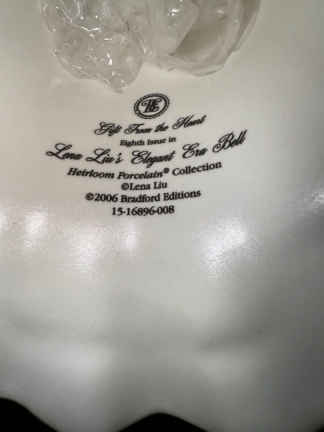 BE
Gift From the Heart
Eighth Issue in
Lena Liu's Elegant Era Bell
Heirloom Porcelain® Collection
©Lena Liu
©2006 Bradford Editions
15-16896-008